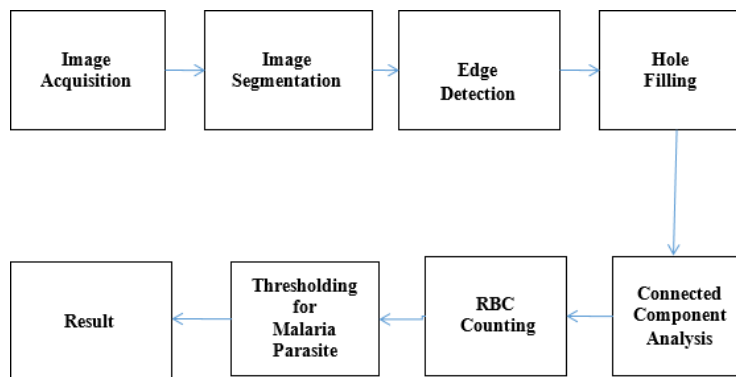 Image
Acquisition
Image
Segmentation
Edge
Detection
Hole
Filling
Connected
Component
Analysis
RBC
Counting
Thresholding
for
Malaria
Parasite
Result